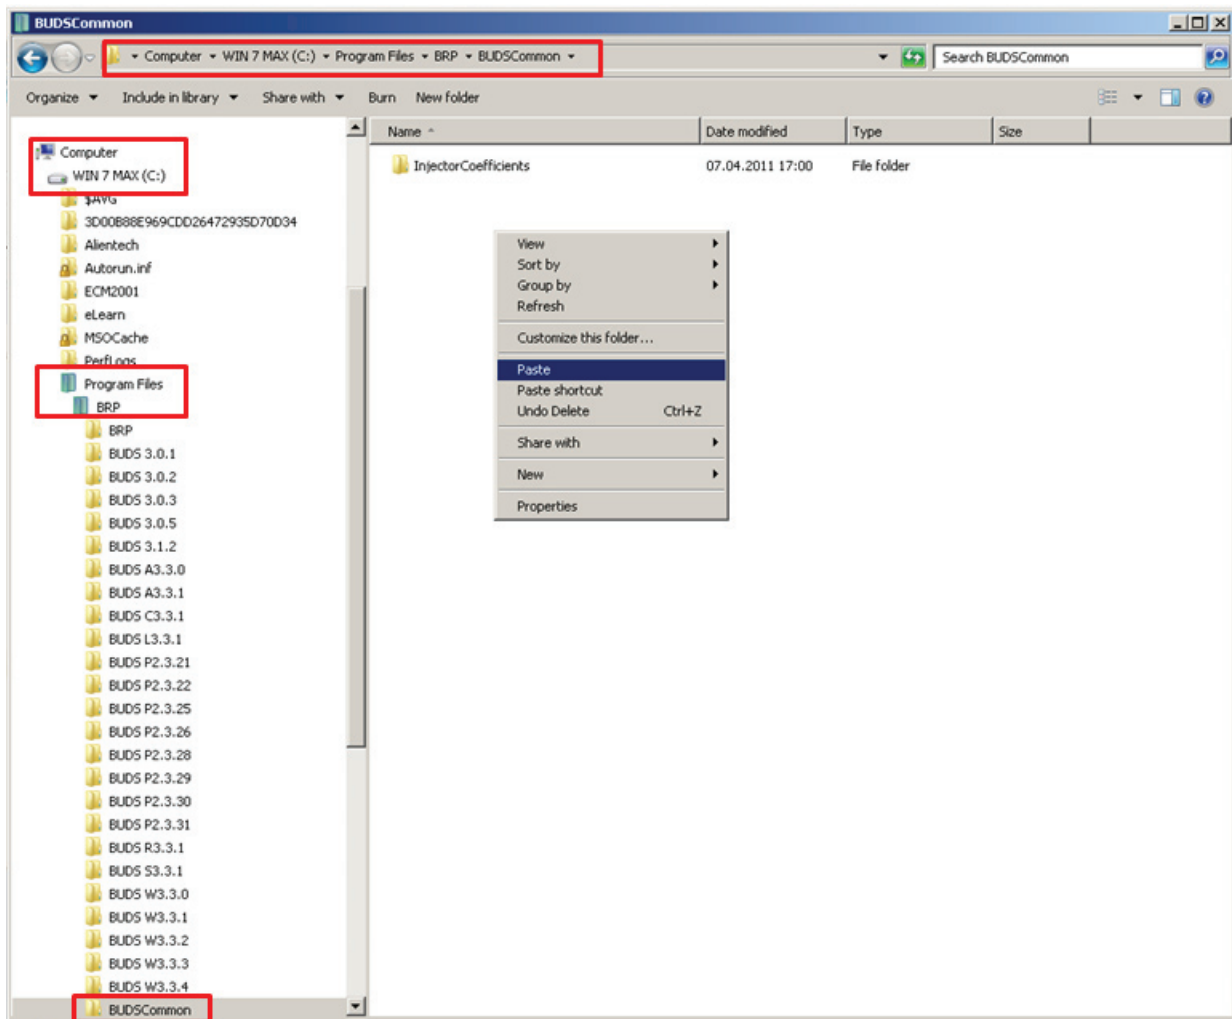 BUDSCommon
Computer WIN 7 MAX (C:) Program Files BRP BUDSCommon
Search BUDSCommon
Organize Include in library Share with Burn New folder
Computer
WIN 7 MAX (C:)
$AVG
3D00B88E969CDD26472935D70D34
Alientech
Autorun.inf
ECM2001
eLearn
MSOCache
PerfLogs
Program Files
BRP
BRP
BUDS 3.0.1
BUDS 3.0.2
BUDS 3.0.3
BUDS 3.0.5
BUDS 3.1.2
BUDS A3.3.0
BUDS A3.3.1
BUDS C3.3.1
BUDS L3.3.1
BUDS P2.3.21
BUDS P2.3.22
BUDS P2.3.25
BUDS P2.3.26
BUDS P2.3.28
BUDS P2.3.29
BUDS P2.3.30
BUDS P2.3.31
BUDS R3.3.1
BUDS S3.3.1
BUDS W3.3.0
BUDS W3.3.1
BUDS W3.3.2
BUDS W3.3.3
BUDS W3.3.4
BUDSCommon
Name Date modified Type Size
InjectorCoefficients 07.04.2011 17:00 File folder
View
Sort by
Group by
Refresh
Customize this folder...
Paste
Paste shortcut
Undo Delete Ctrl+Z
Share with
New
Properties